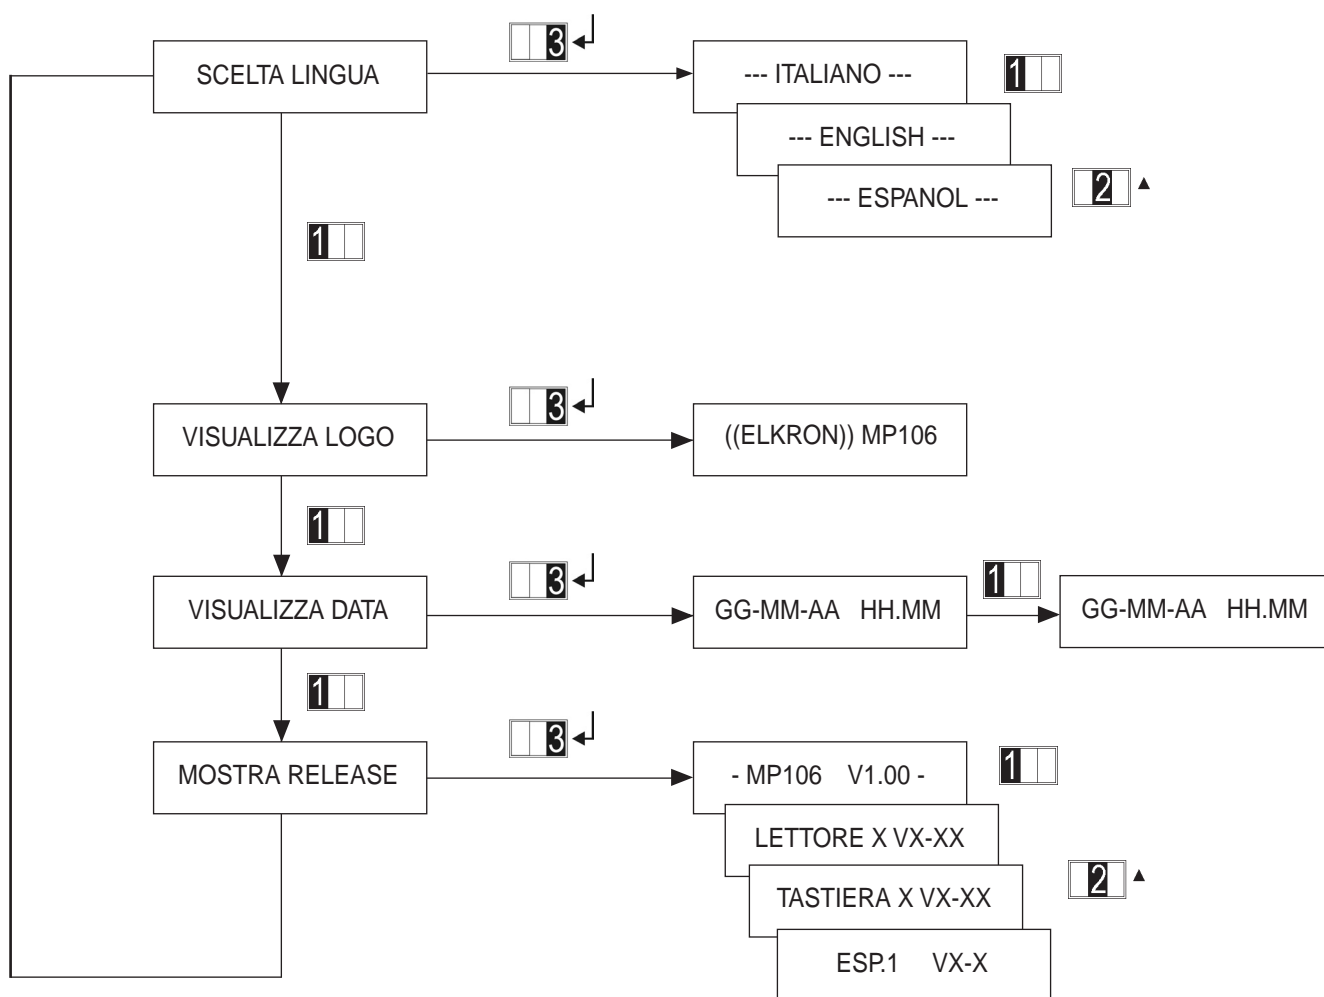 3
SCELTA LINGUA
--- ITALIANO ---
1
--- ENGLISH ---
--- ESPANOL ---
2
1
3
VISUALIZZA LOGO
((ELKRON)) MP106
1
3
1
VISUALIZZA DATA
GG-MM-AA HH.MM
GG-MM-AA HH.MM
1
3
MOSTRA RELEASE
- MP106 V1.00 -
1
LETTORE X VX-XX
2
TASTIERA X VX-XX
ESP.1 VX-X